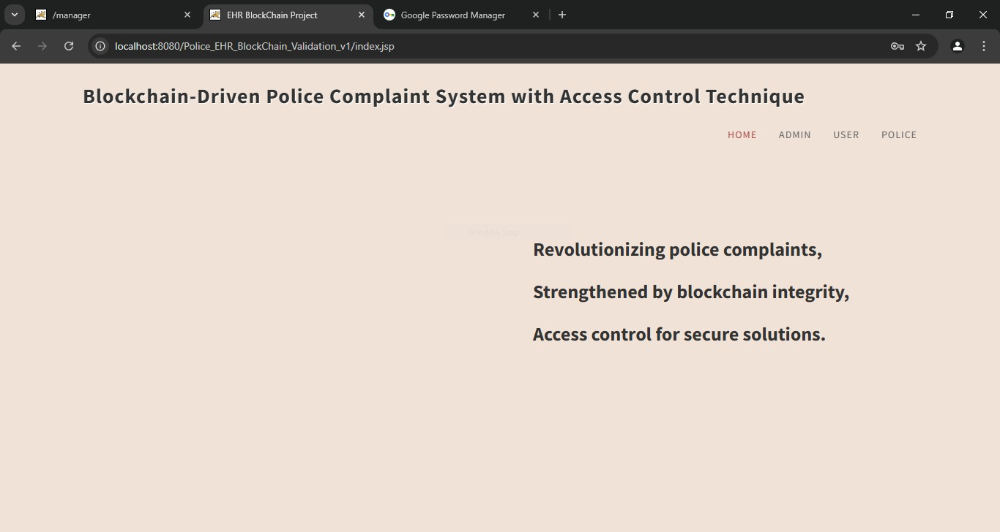 /manager
EHR BlockChain Project
Google Password Manager
localhost:8080/Police_EHR_BlockChain_Validation_v1/index.jsp
Blockchain-Driven Police Complaint System with Access Control Technique
HOME ADMIN USER POLICE
Window Snip
Revolutionizing police complaints,
Strengthened by blockchain integrity,
Access control for secure solutions.